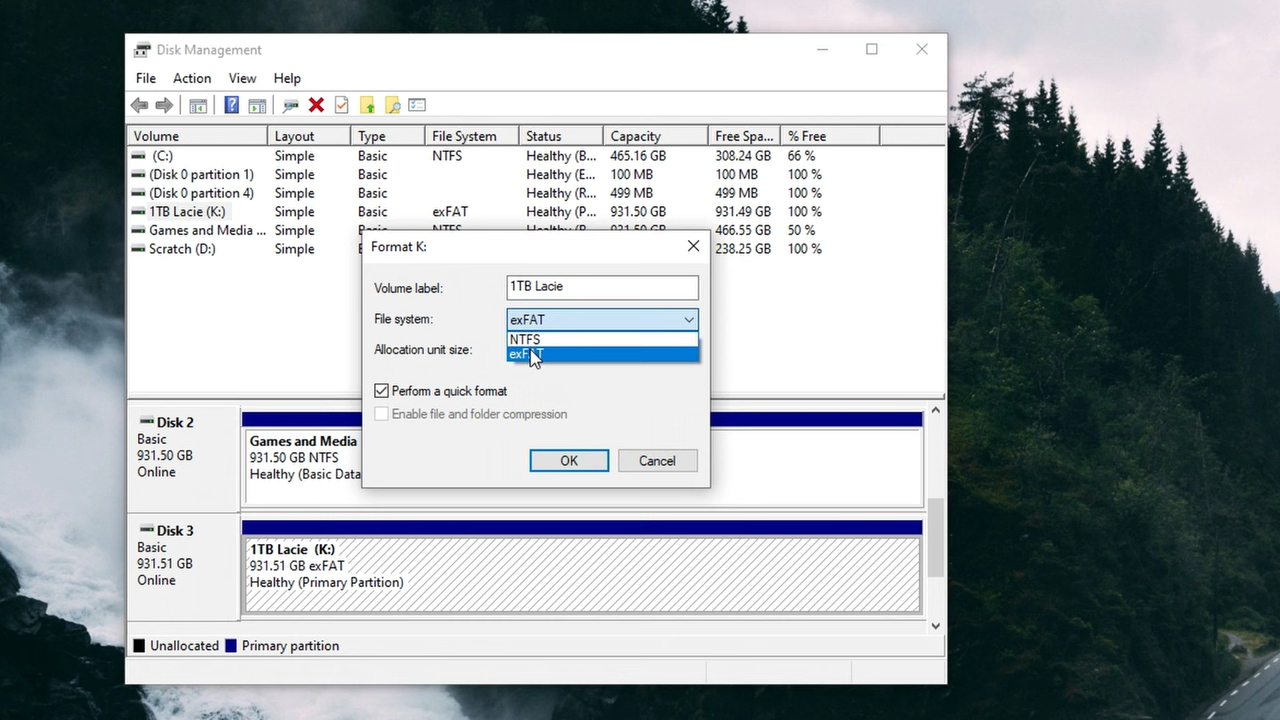 Disk Management
File Action View Help
Volume Layout Type File System Status Capacity Free Spa... % Free
(C:) Simple Basic NTFS Healthy (B... 465.16 GB 308.24 GB 66 %
(Disk 0 partition 1) Simple Basic Healthy (E... 100 MB 100 MB 100 %
(Disk 0 partition 4) Simple Basic Healthy (R... 499 MB 499 MB 100 %
1TB Lacie (K:) Simple Basic exFAT Healthy (P... 931.50 GB 931.49 GB 100 %
Games and Media ... Simple Basic NTFS Healthy (B... 931.50 GB 466.55 GB 50 %
Scratch (D:) Simple 238.25 GB 100 %
Format K:
Volume label: 1TB Lacie
File system: exFAT
NTFS
exFAT
Allocation unit size:
Perform a quick format
Enable file and folder compression
OK Cancel
Disk 2
Basic
931.50 GB
Online
Games and Media
931.50 GB NTFS
Healthy (Basic Data
Disk 3
Basic
931.51 GB
Online
1TB Lacie (K:)
931.51 GB exFAT
Healthy (Primary Partition)
Unallocated Primary partition